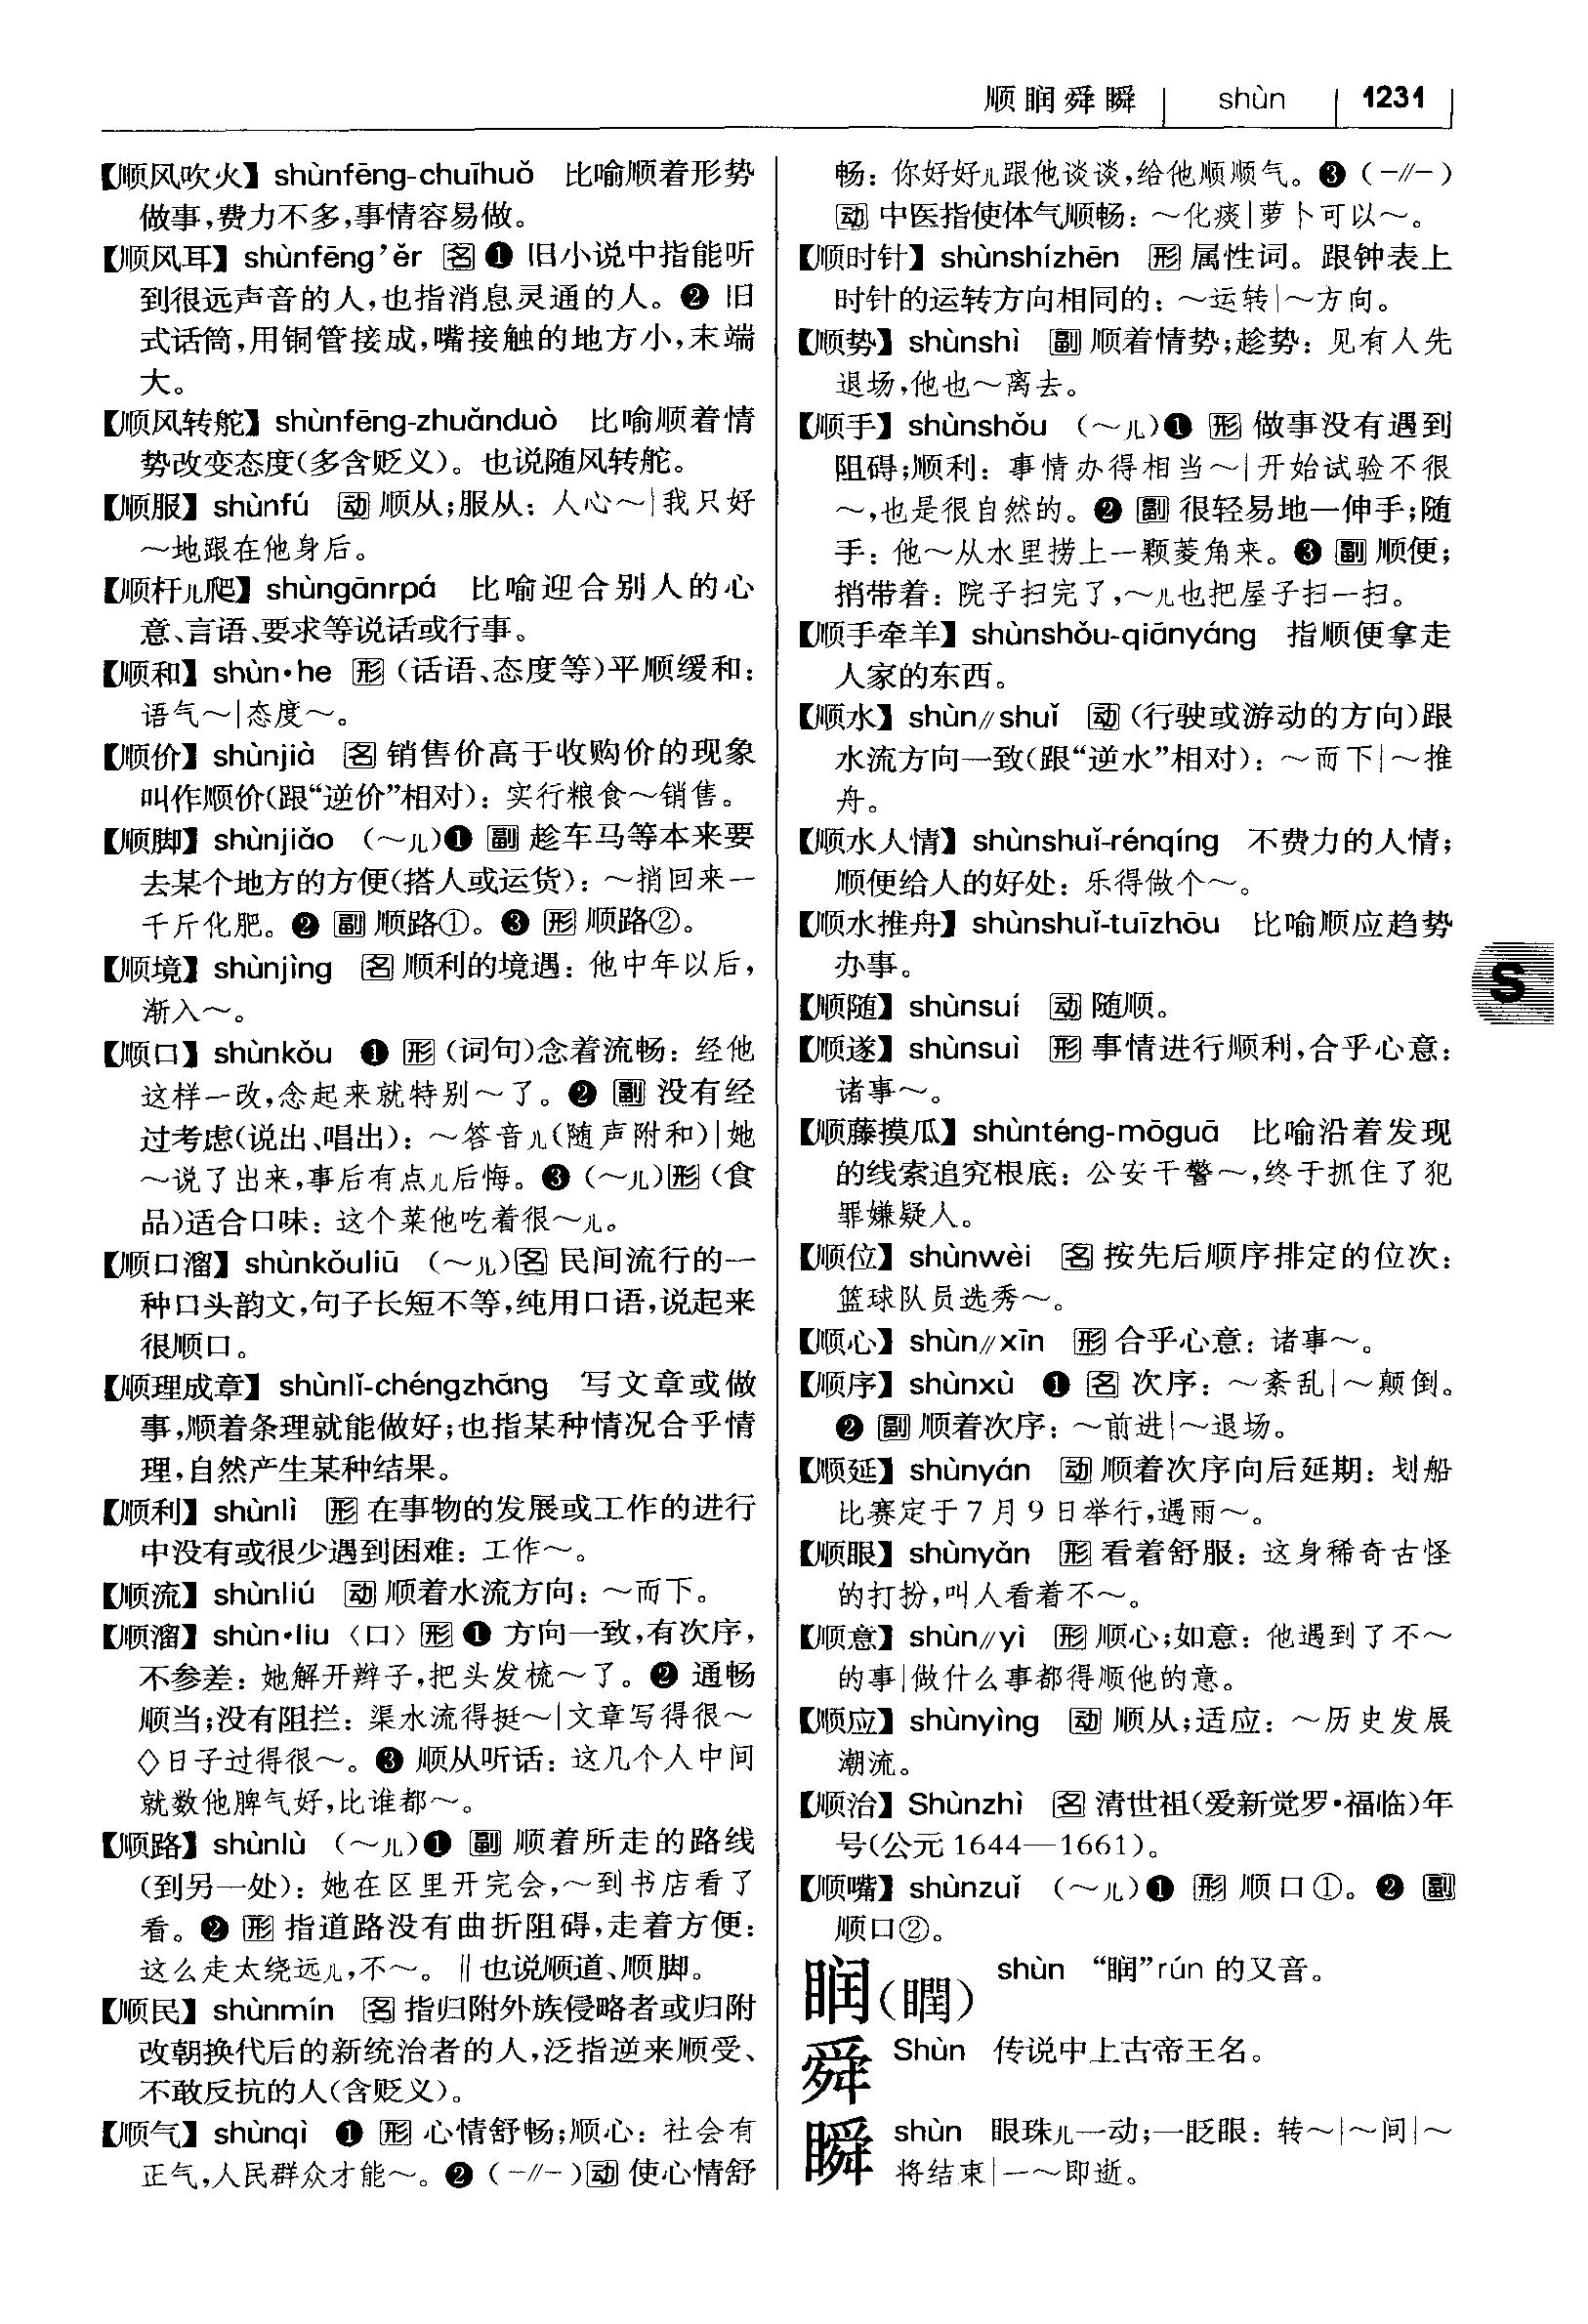 顺𥆧舜瞬 shùn 1231
【顺风吹火】shùnfēng-chuīhuǒ 比喻顺着形势
做事,费力不多,事情容易做。
【顺风耳】shùnfēng’ěr 名 ❶ 旧小说中指能听
到很远声音的人,也指消息灵通的人。❷ 旧
式话筒,用铜管接成,嘴接触的地方小,末端
大。
【顺风转舵】shùnfēng-zhuǎnduò 比喻顺着情
势改变态度(多含贬义)。也说随风转舵。
【顺服】shùnfú 动 顺从;服从：人心～|我只好
～地跟在他身后。
【顺杆儿爬】shùngānrpá 比喻迎合别人的心
意、言语、要求等说话或行事。
【顺和】shùn•he 形 (话语、态度等)平顺缓和：
语气～|态度～。
【顺价】shùnjià 名 销售价高于收购价的现象
叫作顺价(跟“逆价”相对)：实行粮食～销售。
【顺脚】shùnjiǎo (～儿)❶ 副 趁车马等本来要
去某个地方的方便(搭人或运货)：～捎回来一
千斤化肥。❷ 副 顺路①。❸ 形 顺路②。
【顺境】shùnjìng 名 顺利的境遇：他中年以后,
渐入～。
【顺口】shùnkǒu ❶ 形 (词句)念着流畅：经他
这样一改,念起来就特别～了。❷ 副 没有经
过考虑(说出、唱出)：～答音儿(随声附和)|她
～说了出来,事后有点儿后悔。❸ (～儿)形 (食
品)适合口味：这个菜他吃着很～儿。
【顺口溜】shùnkǒuliū (～儿)名 民间流行的一
种口头韵文,句子长短不等,纯用口语,说起来
很顺口。
【顺理成章】shùnlǐ-chéngzhāng 写文章或做
事,顺着条理就能做好;也指某种情况合乎情
理,自然产生某种结果。
【顺利】shùnlì 形 在事物的发展或工作的进行
中没有或很少遇到困难：工作～。
【顺流】shùnliú 动 顺着水流方向：～而下。
【顺溜】shùn•liu〈口〉形 ❶ 方向一致,有次序,
不参差：她解开辫子,把头发梳～了。❷ 通畅
顺当;没有阻拦：渠水流得挺～|文章写得很～
◇日子过得很～。❸ 顺从听话：这几个人中间
就数他脾气好,比谁都～。
【顺路】shùnlù (～儿)❶ 副 顺着所走的路线
(到另一处)：她在区里开完会,～到书店看了
看。❷ 形 指道路没有曲折阻碍,走着方便：
这么走太绕远儿,不～。‖也说顺道、顺脚。
【顺民】shùnmín 名 指归附外族侵略者或归附
改朝换代后的新统治者的人,泛指逆来顺受、
不敢反抗的人(含贬义)。
【顺气】shùnqì ❶ 形 心情舒畅;顺心：社会有
正气,人民群众才能～。❷ (-//-)动 使心情舒
畅：你好好儿跟他谈谈,给他顺顺气。❸ (-//-)
动 中医指使体气顺畅：～化痰|萝卜可以～。
【顺时针】shùnshízhēn 形 属性词。跟钟表上
时针的运转方向相同的：～运转|～方向。
【顺势】shùnshì 副 顺着情势;趁势：见有人先
退场,他也～离去。
【顺手】shùnshǒu (～儿)❶ 形 做事没有遇到
阻碍;顺利：事情办得相当～|开始试验不很
～,也是很自然的。❷ 副 很轻易地一伸手;随
手：他～从水里捞上一颗菱角来。❸ 副 顺便;
捎带着：院子扫完了,～儿也把屋子扫一扫。
【顺手牵羊】shùnshǒu-qiānyáng 指顺便拿走
人家的东西。
【顺水】shùn//shuǐ 动 (行驶或游动的方向)跟
水流方向一致(跟“逆水”相对)：～而下|～推
舟。
【顺水人情】shùnshuǐ-rénqíng 不费力的人情;
顺便给人的好处：乐得做个～。
【顺水推舟】shùnshuǐ-tuīzhōu 比喻顺应趋势
办事。
【顺随】shùnsuí 动 随顺。
【顺遂】shùnsuì 形 事情进行顺利,合乎心意：
诸事～。
【顺藤摸瓜】shùnténg-mōguā 比喻沿着发现
的线索追究根底：公安干警～,终于抓住了犯
罪嫌疑人。
【顺位】shùnwèi 名 按先后顺序排定的位次：
篮球队员选秀～。
【顺心】shùn//xīn 形 合乎心意：诸事～。
【顺序】shùnxù ❶ 名 次序：～紊乱|～颠倒。
❷ 副 顺着次序：～前进|～退场。
【顺延】shùnyán 动 顺着次序向后延期：划船
比赛定于7月9日举行,遇雨～。
【顺眼】shùnyǎn 形 看着舒服：这身稀奇古怪
的打扮,叫人看着不～。
【顺意】shùn//yì 形 顺心;如意：他遇到了不～
的事|做什么事都得顺他的意。
【顺应】shùnyìng 动 顺从;适应：～历史发展
潮流。
【顺治】Shùnzhì 名 清世祖(爱新觉罗•福临)年
号(公元1644—1661)。
【顺嘴】shùnzuǐ (～儿)❶ 形 顺口①。❷ 副
顺口②。
𥆧(瞤) shùn “𥆧”rún的又音。
舜 Shùn 传说中上古帝王名。
瞬 shùn 眼珠儿一动;一眨眼：转～|～间|～
将结束|一～即逝。
S